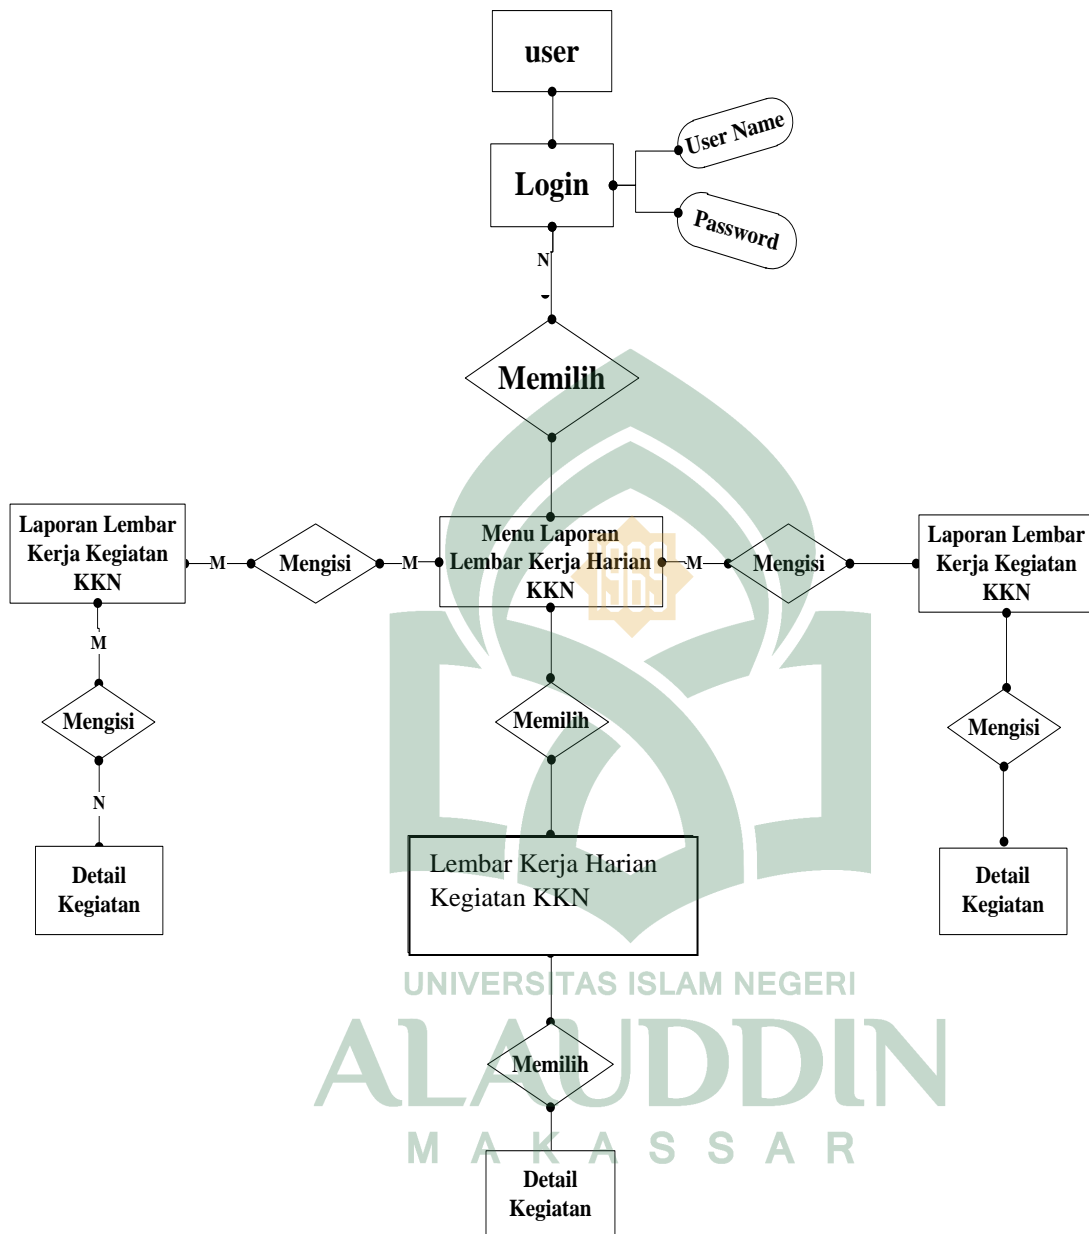 user
User Name
Login
Password
N
Memilih
Laporan Lembar
Kerja Kegiatan
KKN
M
Mengisi
M
Menu Laporan
Lembar Kerja Harian
KKN
1969
M
Mengisi
Laporan Lembar
Kerja Kegiatan
KKN
M
Mengisi
Memilih
Mengisi
N
Detail
Kegiatan
Lembar Kerja Harian
Kegiatan KKN
Detail
Kegiatan
UNIVERSITAS ISLAM NEGERI
ALAUDDIN
MAKASSAR
Memilih
Detail
Kegiatan